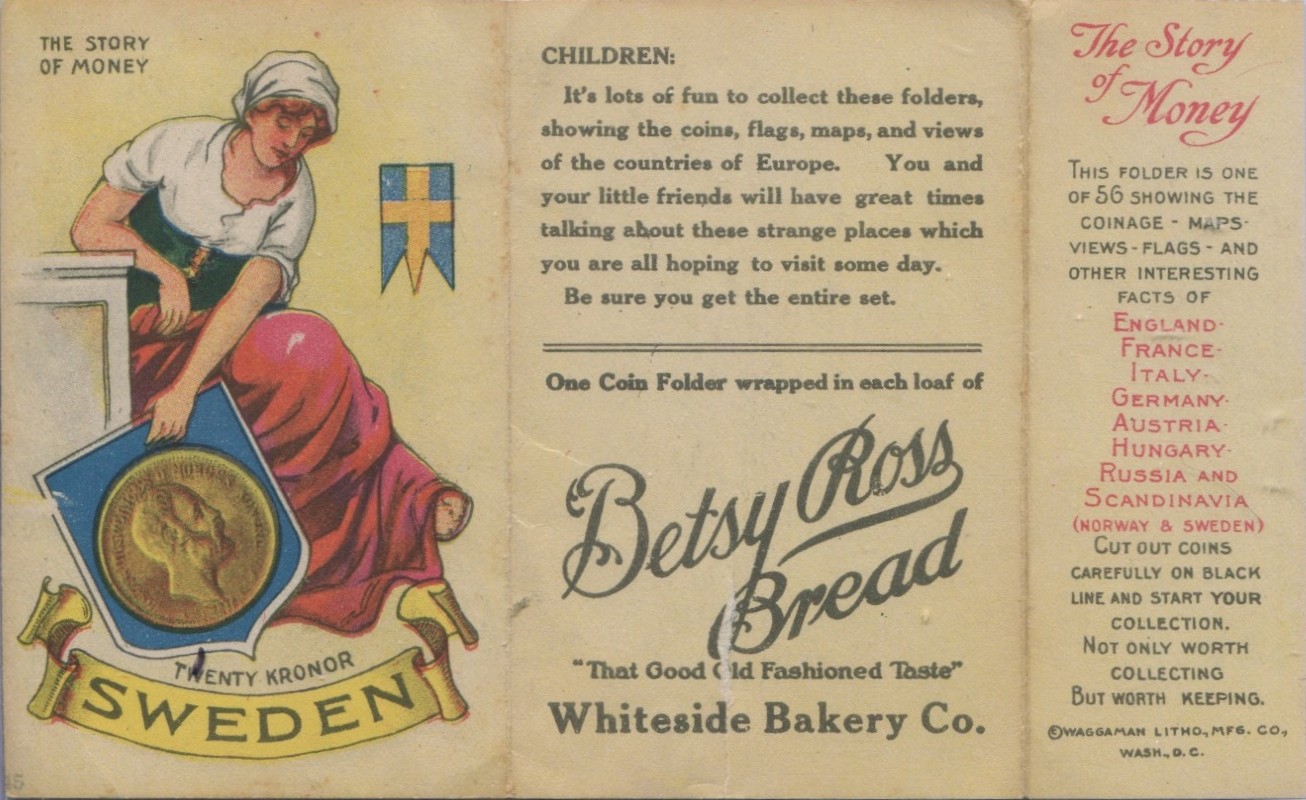 THE STORY
OF MONEY
TWENTY KRONOR
SWEDEN
15
CHILDREN:
It's lots of fun to collect these folders,
showing the coins, flags, maps, and views
of the countries of Europe. You and
your little friends will have great times
talking about these strange places which
you are all hoping to visit some day.
Be sure you get the entire set.
One Coin Folder wrapped in each loaf of
Betsy Ross
Bread
"That Good Old Fashioned Taste"
Whiteside Bakery Co.
The Story
of
Money
THIS FOLDER IS ONE
OF 56 SHOWING THE
COINAGE - MAPS-
VIEWS - FLAGS - AND
OTHER INTERESTING
FACTS OF
ENGLAND-
FRANCE-
ITALY-
GERMANY-
AUSTRIA-
HUNGARY-
RUSSIA AND
SCANDINAVIA
(NORWAY & SWEDEN)
CUT OUT COINS
CAREFULLY ON BLACK
LINE AND START YOUR
COLLECTION.
NOT ONLY WORTH
COLLECTING
BUT WORTH KEEPING.
©WAGGAMAN LITHO., MFG. CO.,
WASH., D.C.